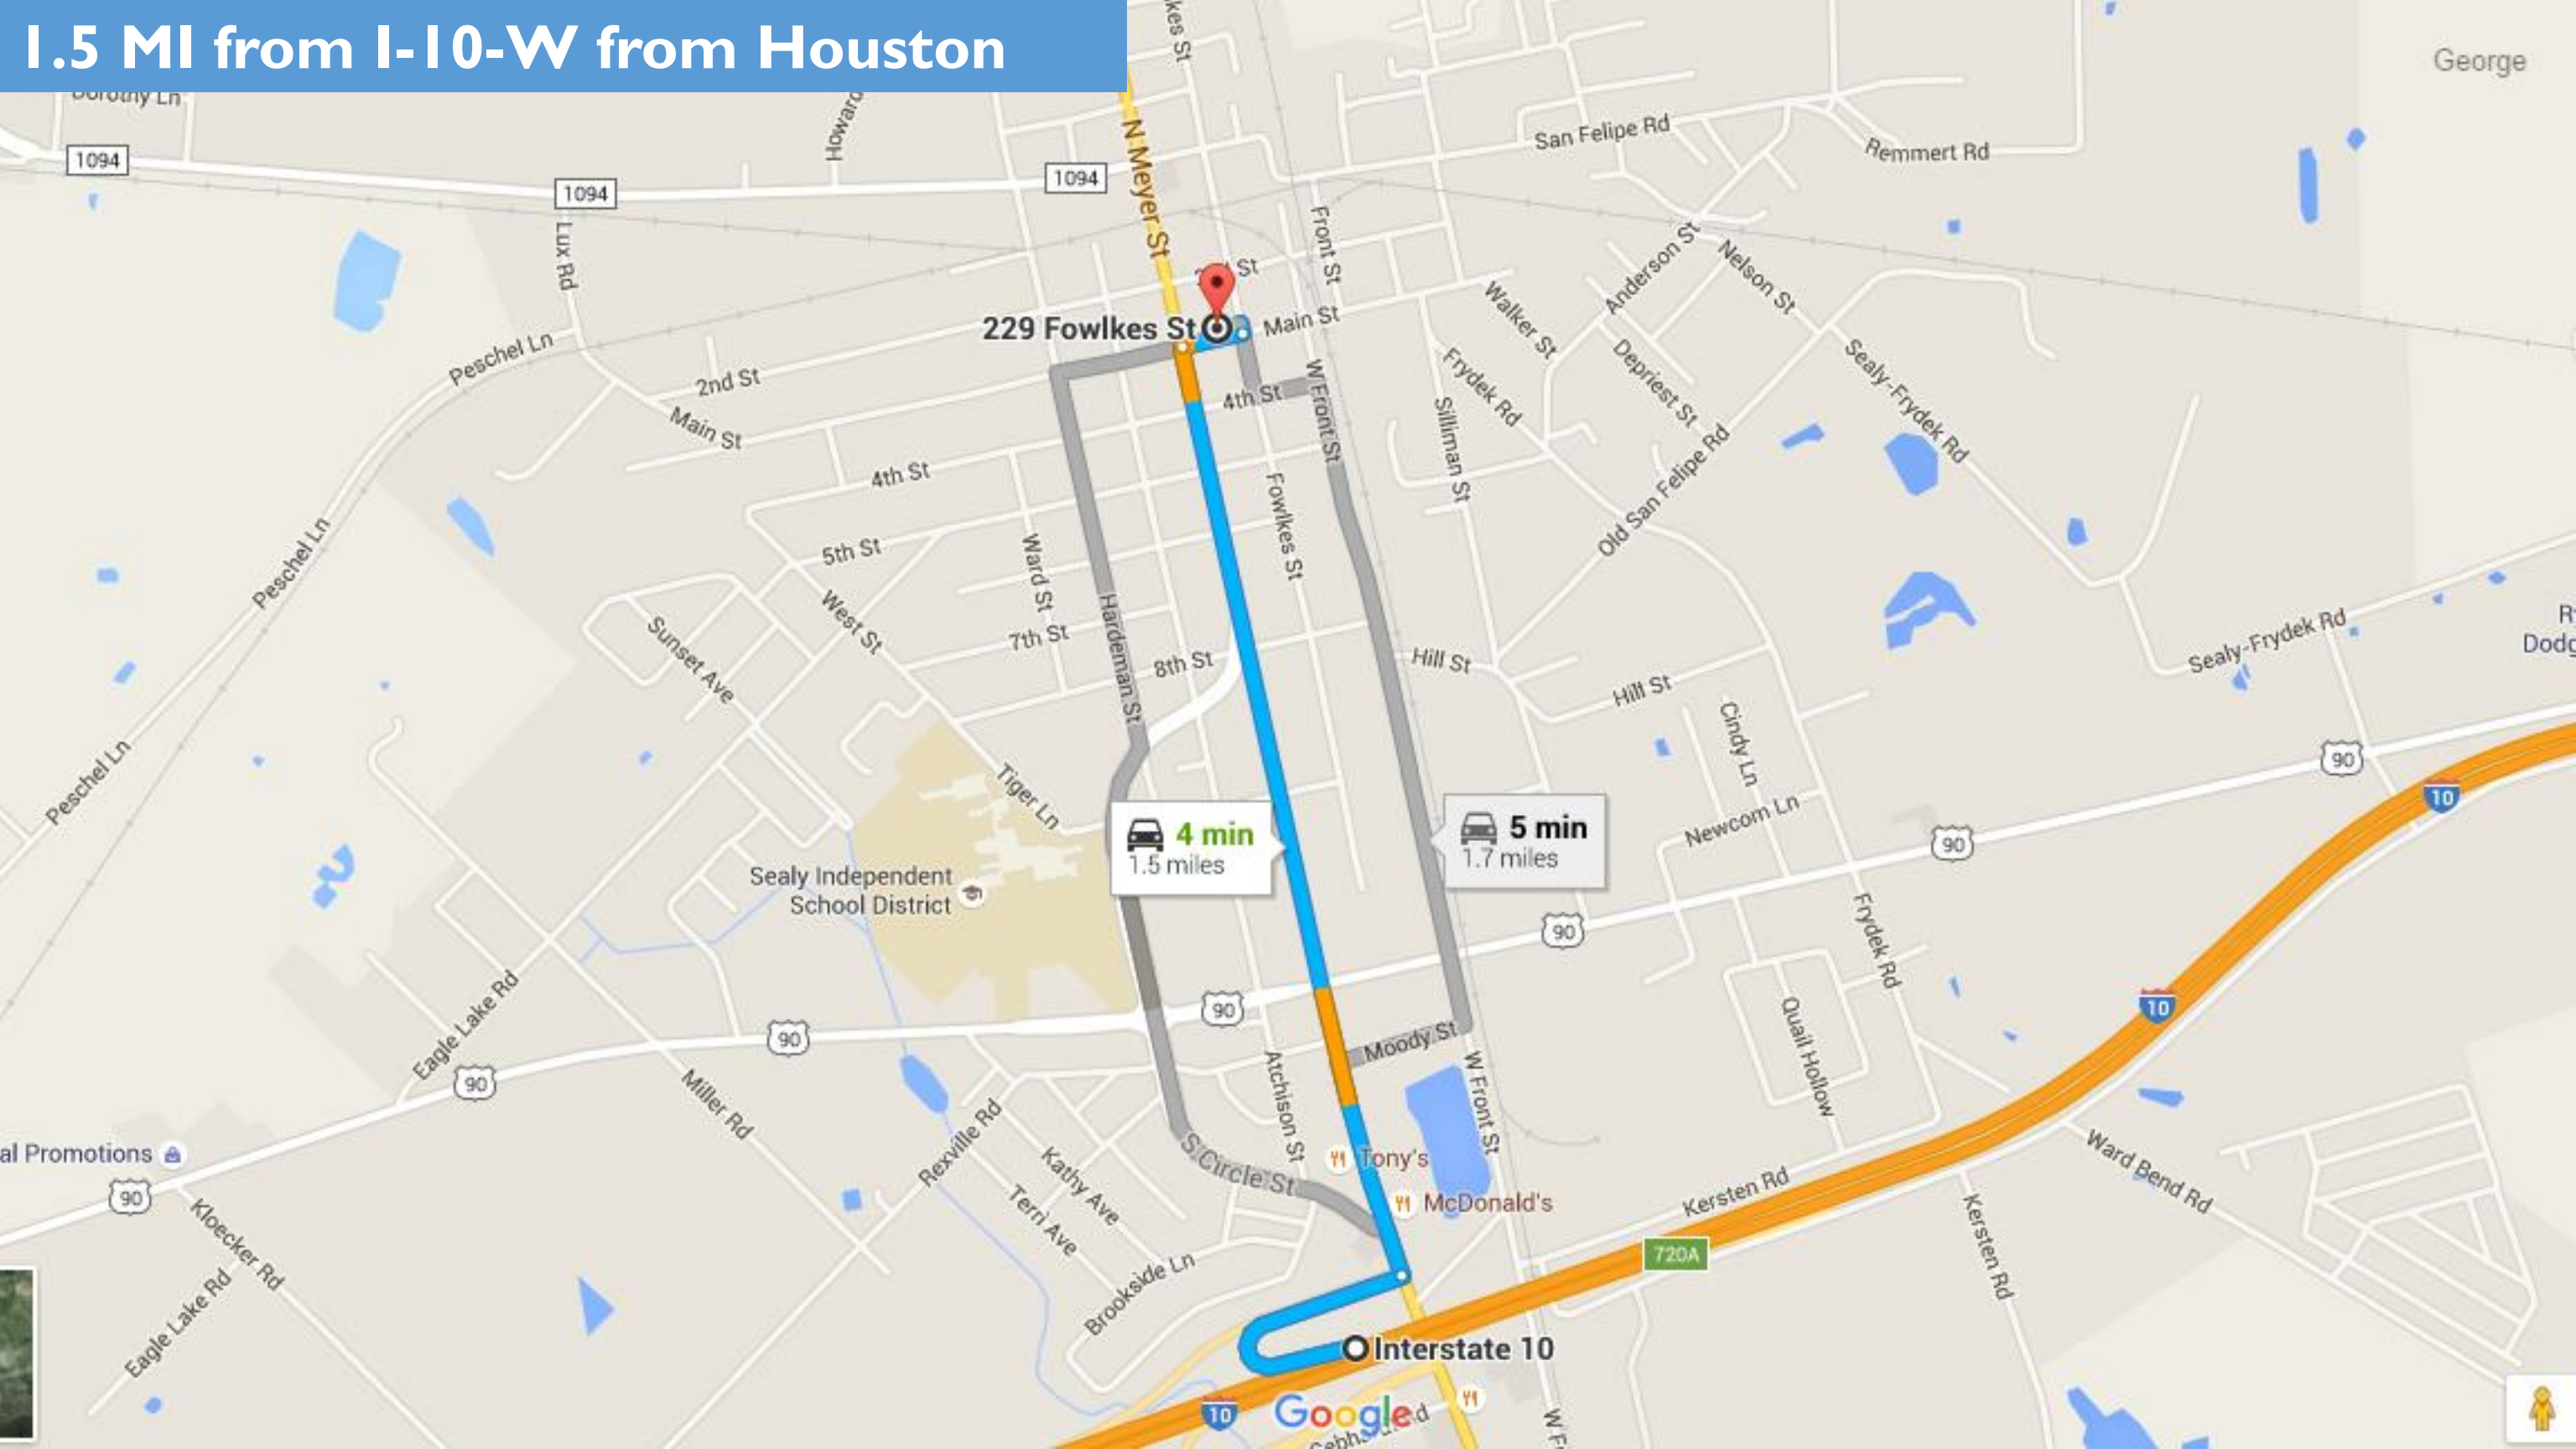 1.5 MI from I-10-W from Houston
George
Dorothy Ln
Howard
kes St
N Meyer St
San Felipe Rd
Remmert Rd
1094
1094
1094
Lux Rd
Front St
St
Anderson St
Nelson St
229 Fowlkes St
Main St
Walker St
Peschel Ln
2nd St
Main St
4th St
W Front St
Frydek Rd
Depriest St
Sealy-Frydek Rd
Silliman St
4th St
Old San Felipe Rd
Fowlkes St
5th St
Ward St
Peschel Ln
West St
Hardeman St
Sunset Ave
7th St
8th St
Hill St
Hill St
Sealy-Frydek Rd
R
Dodg
Cindy Ln
Peschel Ln
Tiger Ln
90
10
Newcom Ln
4 min
1.5 miles
5 min
1.7 miles
90
Sealy Independent
School District
90
Frydek Rd
Eagle Lake Rd
90
90
Moody St
Quail Hollow
10
90
Miller Rd
Atchison St
W Front St
Rexville Rd
Kathy Ave
Terri Ave
S Circle St
Tony's
McDonald's
Ward Bend Rd
al Promotions
90
Kloecker Rd
Eagle Lake Rd
Brookside Ln
Kersten Rd
720A
Kersten Rd
Interstate 10
10
Google
W F